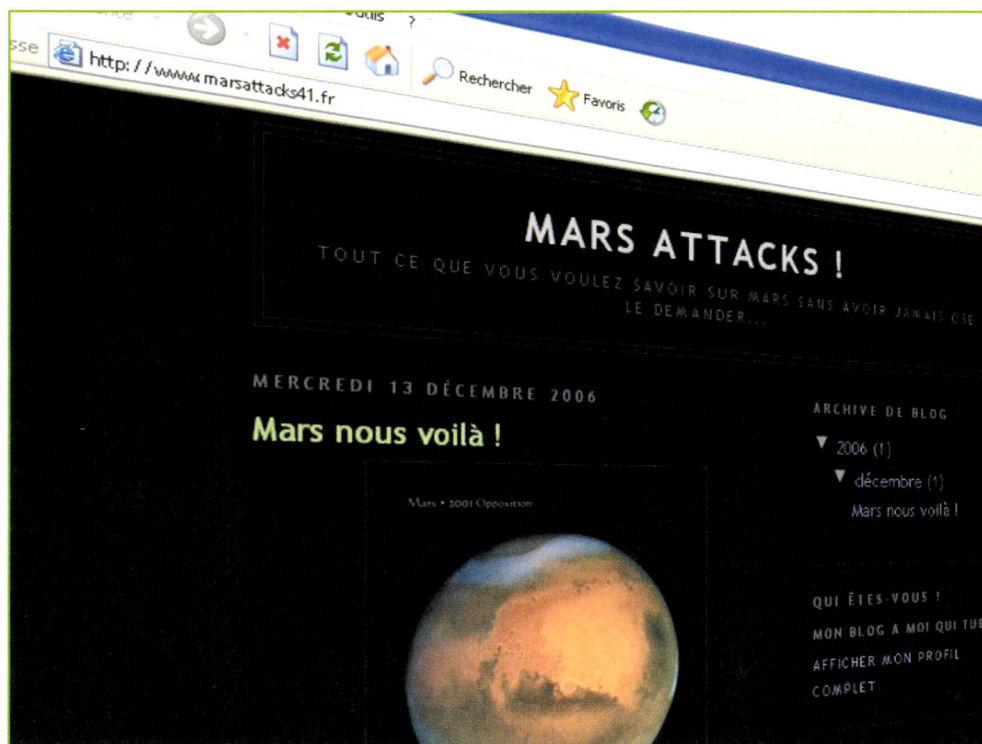 ?
http://www.marsattacks41.fr
Rechercher
Favoris
MARS ATTACKS !
TOUT CE QUE VOUS VOULEZ SAVOIR SUR MARS SANS AVOIR JAMAIS OSE
LE DEMANDER...
MERCREDI 13 DÉCEMBRE 2006
Mars nous voilà !
Mars • 2001 Opposition
ARCHIVE DE BLOG
▼ 2006 (1)
▼ décembre (1)
Mars nous voilà !
QUI ÊTES-VOUS !
MON BLOG A MOI QUI TUE
AFFICHER MON PROFIL
COMPLET